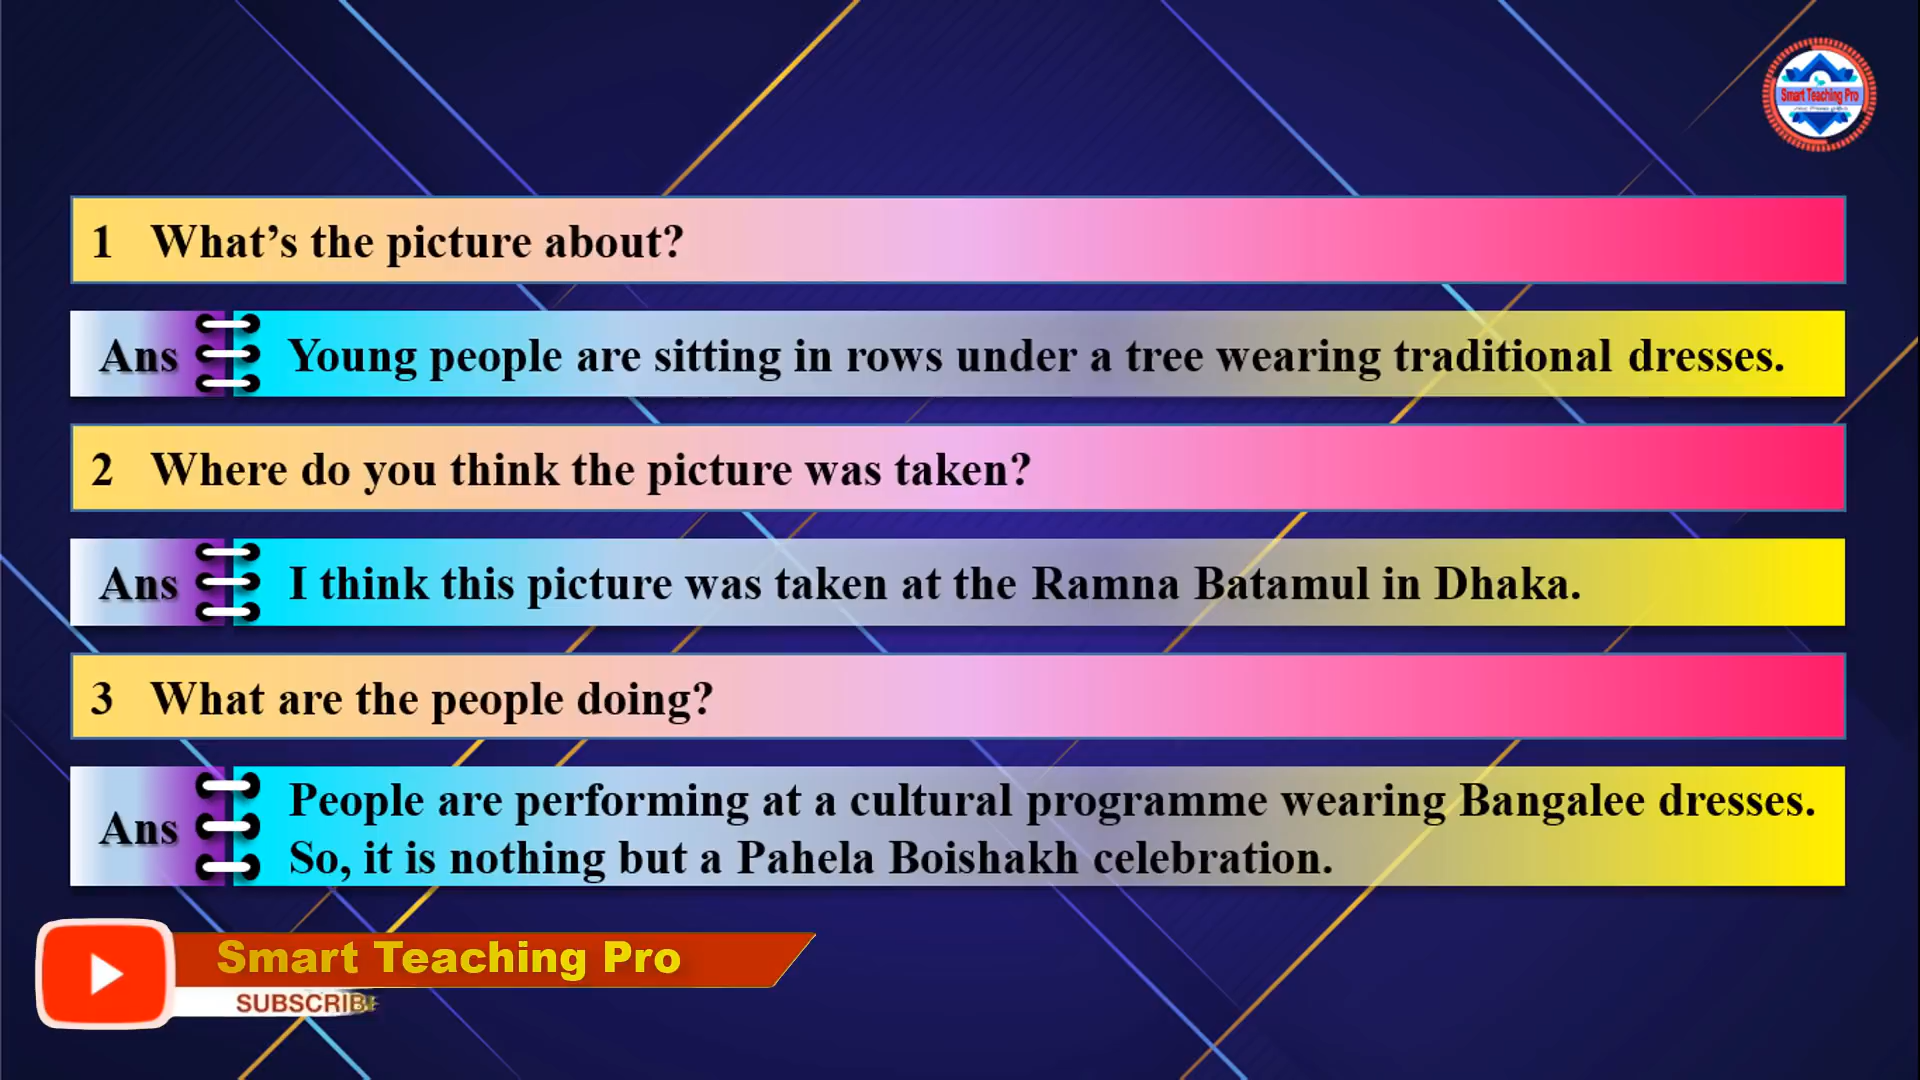 Smart Teaching Pro
1 What's the picture about?
Ans Young people are sitting in rows under a tree wearing traditional dresses.
2 Where do you think the picture was taken?
Ans I think this picture was taken at the Ramna Batamul in Dhaka.
3 What are the people doing?
Ans People are performing at a cultural programme wearing Bangalee dresses.
So, it is nothing but a Pahela Boishakh celebration.
Smart Teaching Pro
SUBSCRIBE